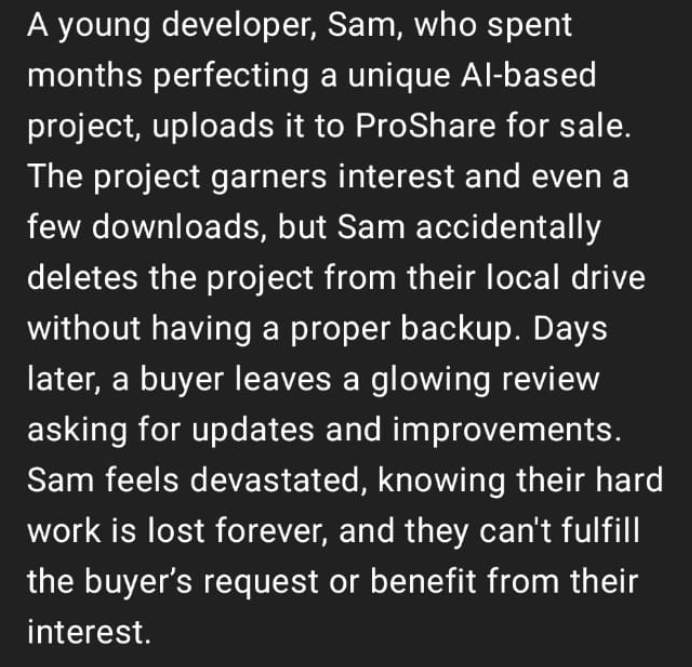 A young developer, Sam, who spent
months perfecting a unique AI-based
project, uploads it to ProShare for sale.
The project garners interest and even a
few downloads, but Sam accidentally
deletes the project from their local drive
without having a proper backup. Days
later, a buyer leaves a glowing review
asking for updates and improvements.
Sam feels devastated, knowing their hard
work is lost forever, and they can't fulfill
the buyer’s request or benefit from their
interest.